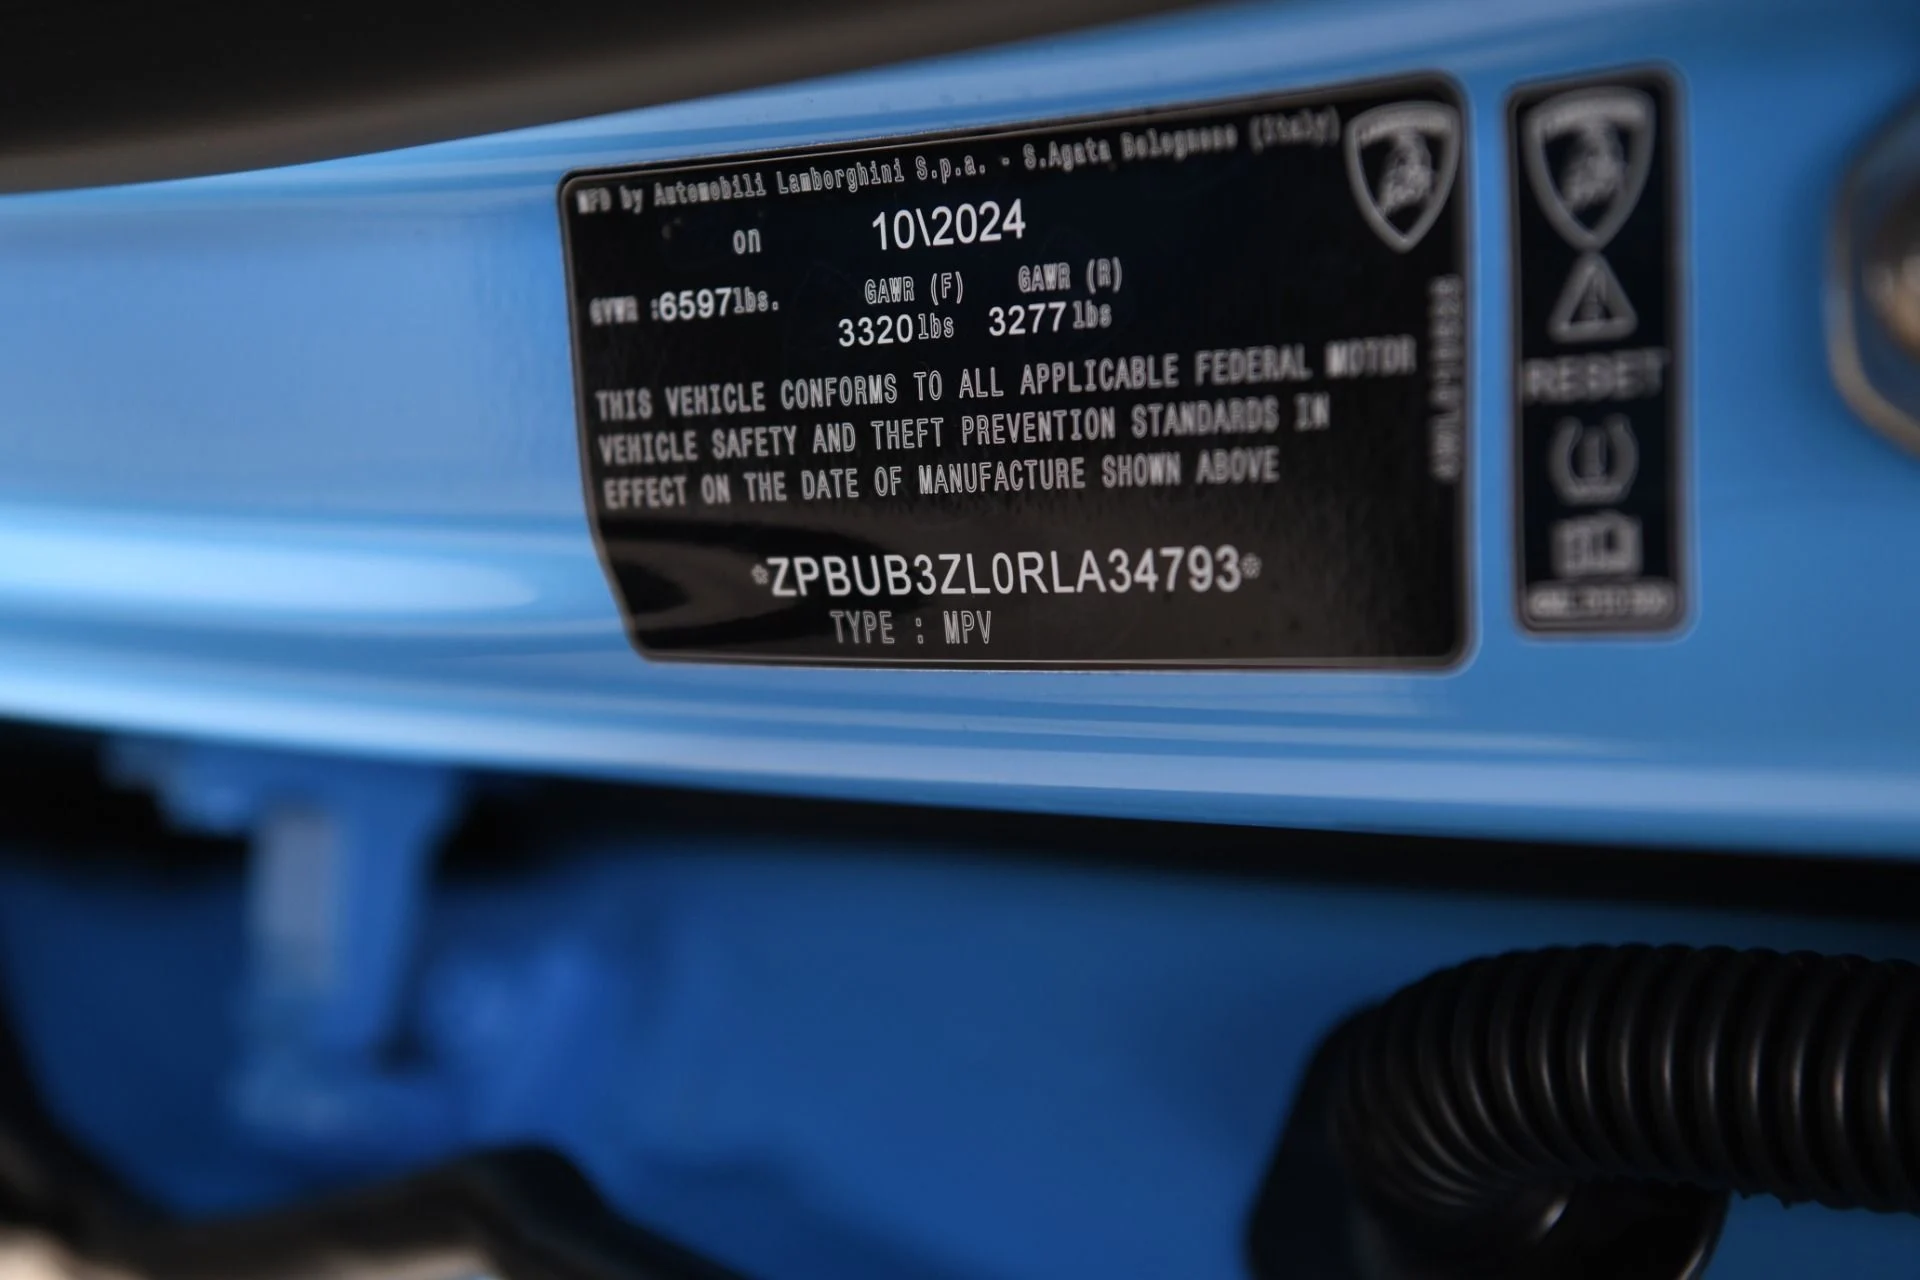 MFD by Automobili Lamborghini S.p.a. - S.Agata Bolognese (Italy)
on 10\2024
GVWR :6597lbs. GAWR (F) GAWR (R)
3320lbs 3277lbs
THIS VEHICLE CONFORMS TO ALL APPLICABLE FEDERAL MOTOR
VEHICLE SAFETY AND THEFT PREVENTION STANDARDS IN
EFFECT ON THE DATE OF MANUFACTURE SHOWN ABOVE
*ZPBUB3ZL0RLA34793*
TYPE : MPV
RESET